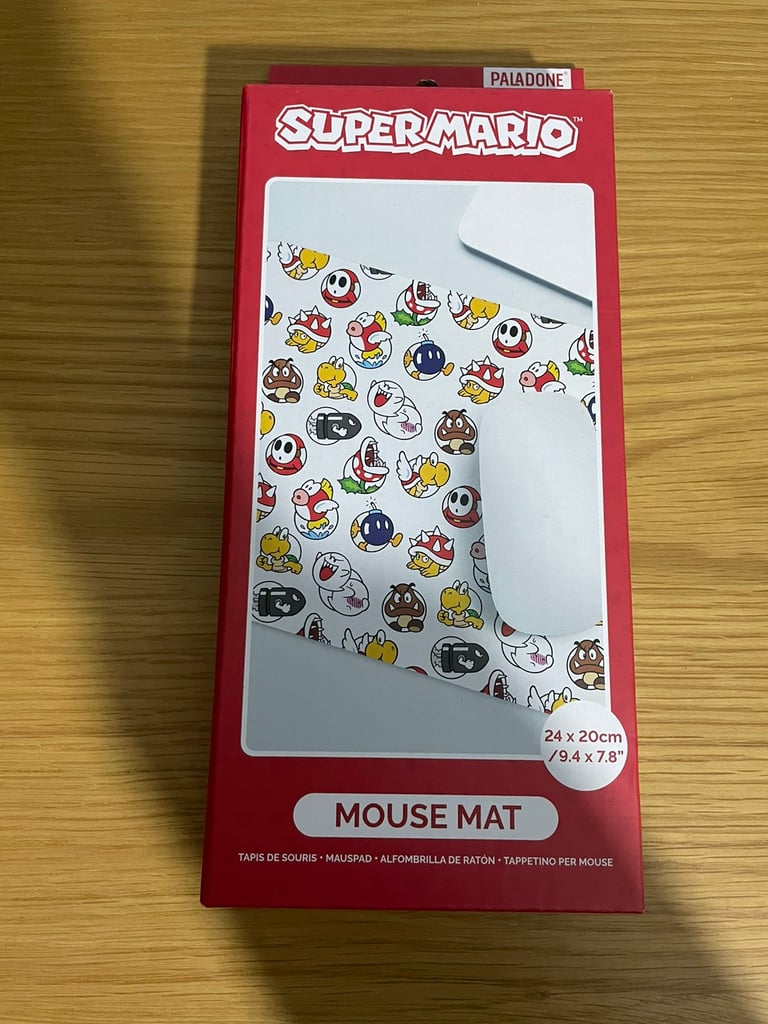 PALADONE®
SUPER MARIO™
24 x 20cm
/9.4 x 7.8"
MOUSE MAT
TAPIS DE SOURIS • MAUSPAD • ALFOMBRILLA DE RATÓN • TAPPETINO PER MOUSE